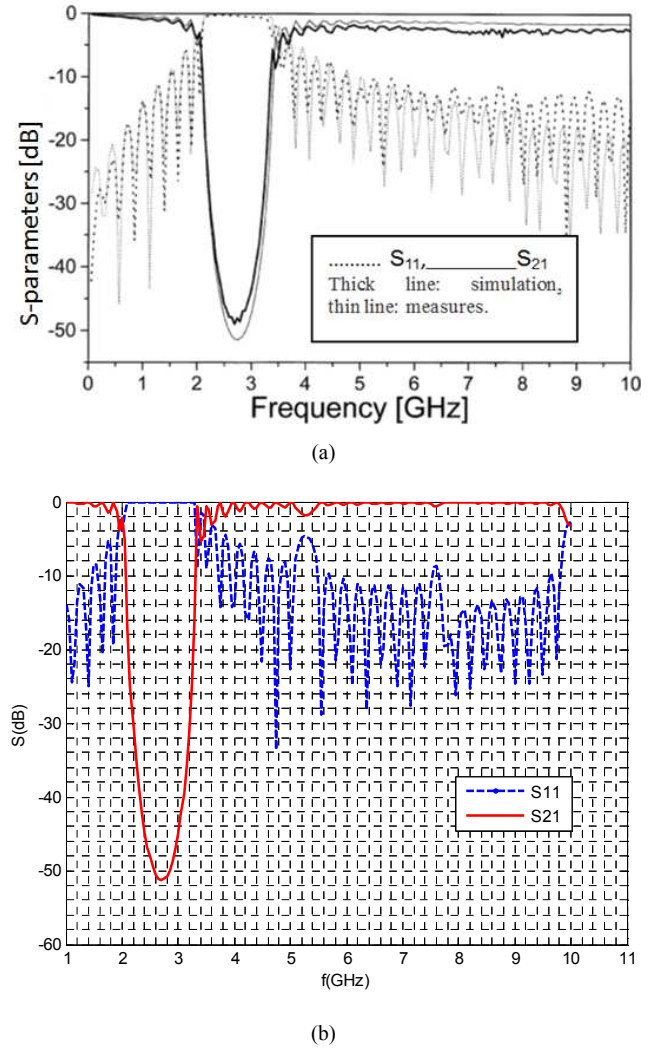 0
-10
-20
-30
-40
-50
S-parameters [dB]
S11, S21
Thick line: simulation,
thin line: measures.
0 1 2 3 4 5 6 7 8 9 10
Frequency [GHz]
(a)
0
-10
-20
-30
-40
-50
-60
S(dB)
S11
S21
1 2 3 4 5 6 7 8 9 10 11
f(GHz)
(b)